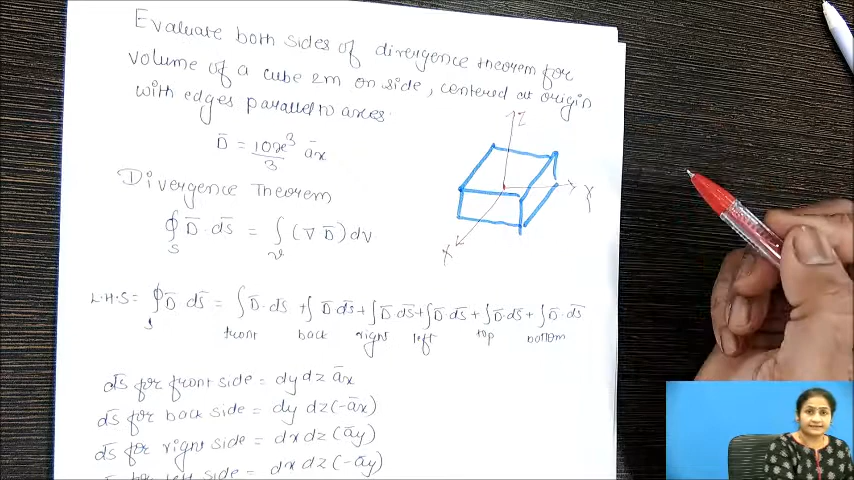 Evaluate both sides of divergence theorem for
volume of a cube 2m on side, centered at origin
with edges parallel to axes.
D̄ = 10x³/3 āx
Z
Y
X
Divergence Theorem
∮s D̄ . ds̄ = ∫v (∇ D̄) dv
L.H.S = ∮s D̄ ds̄ = ∫ D̄ . ds̄ + ∫ D̄ ds̄ + ∫ D̄ ds̄ + ∫ D̄ . ds̄ + ∫ D̄ . ds̄ + ∫ D̄ . ds̄
front back right left top bottom
ds̄ for front side = dy dz āx
ds̄ for back side = dy dz (-āx)
ds̄ for right side = dx dz (āy)
ds̄ for left side = dx dz (-āy)